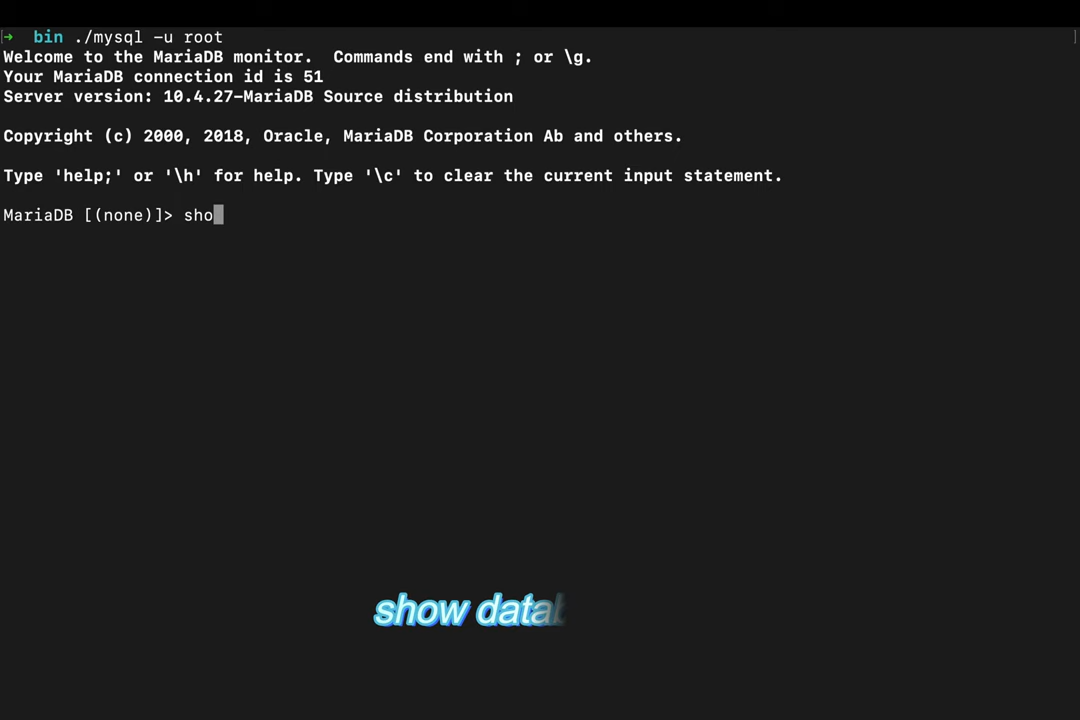 → bin ./mysql -u root
Welcome to the MariaDB monitor.  Commands end with ; or \g.
Your MariaDB connection id is 51
Server version: 10.4.27-MariaDB Source distribution
Copyright (c) 2000, 2018, Oracle, MariaDB Corporation Ab and others.
Type 'help;' or '\h' for help. Type '\c' to clear the current input statement.
MariaDB [(none)]> sho
show datab